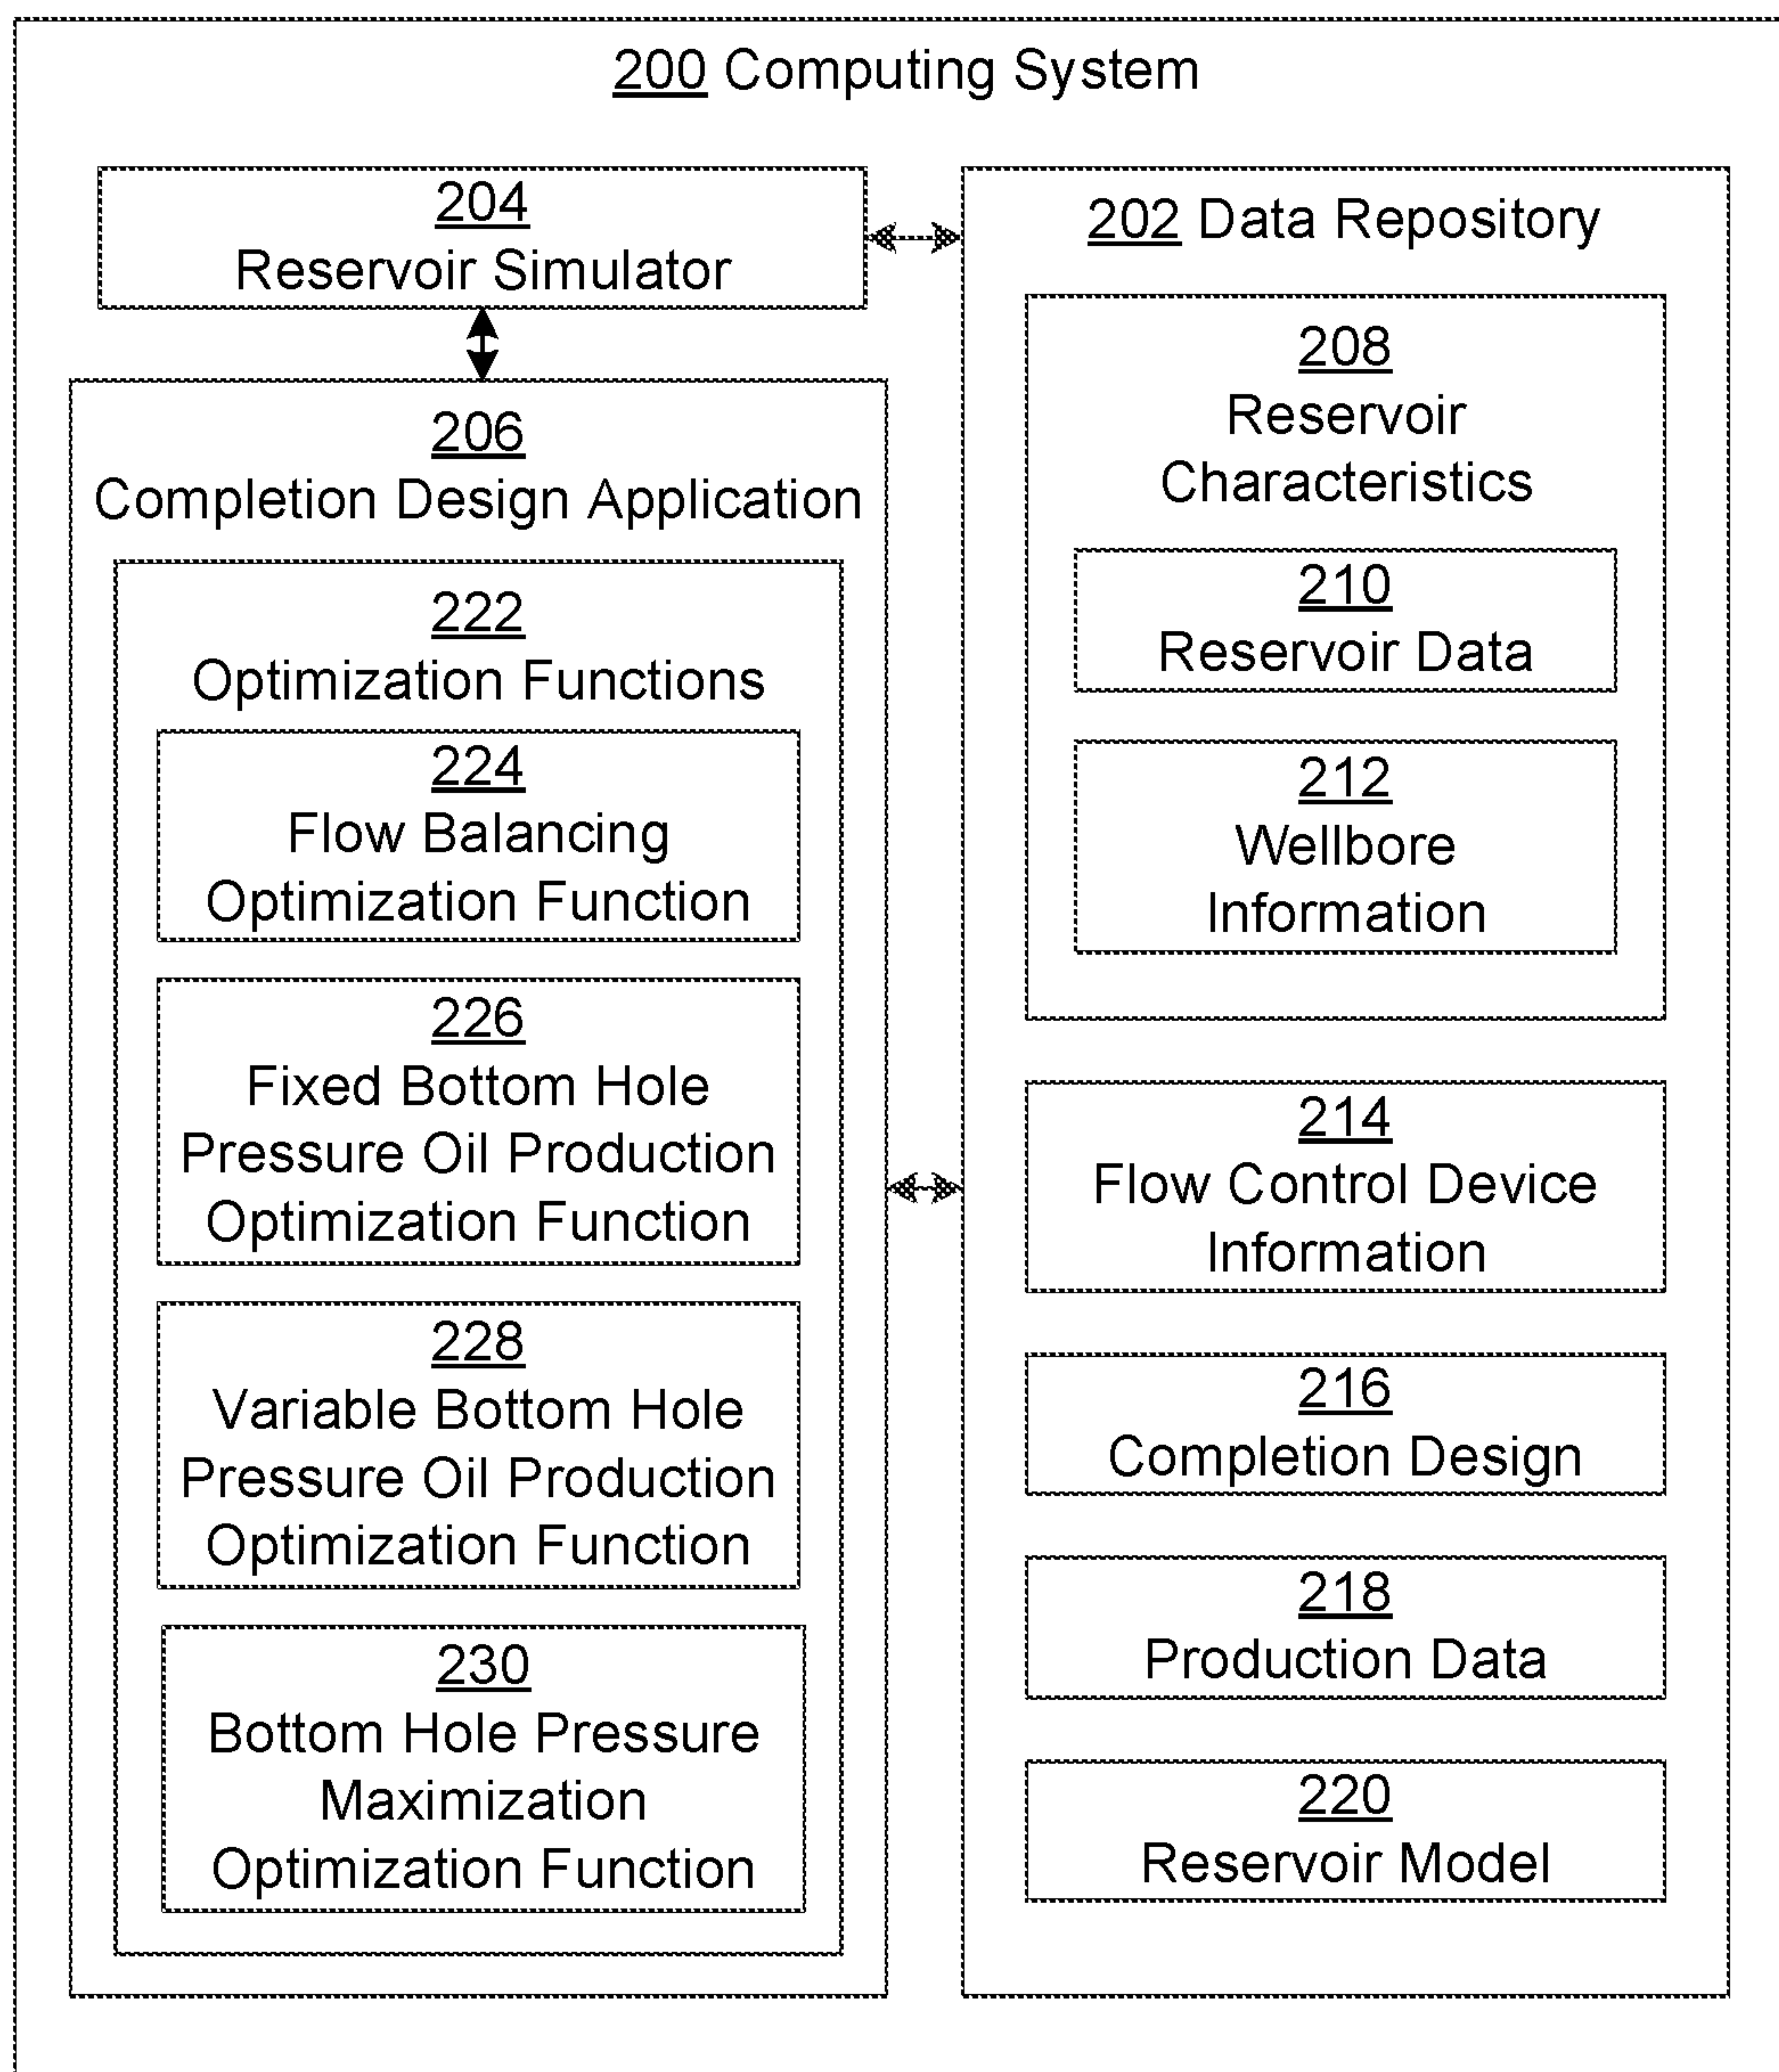 200 Computing System
204
Reservoir Simulator
206
Completion Design Application
222
Optimization Functions
224
Flow Balancing
Optimization Function
226
Fixed Bottom Hole
Pressure Oil Production
Optimization Function
228
Variable Bottom Hole
Pressure Oil Production
Optimization Function
230
Bottom Hole Pressure
Maximization
Optimization Function
202 Data Repository
208
Reservoir
Characteristics
210
Reservoir Data
212
Wellbore
Information
214
Flow Control Device
Information
216
Completion Design
218
Production Data
220
Reservoir Model